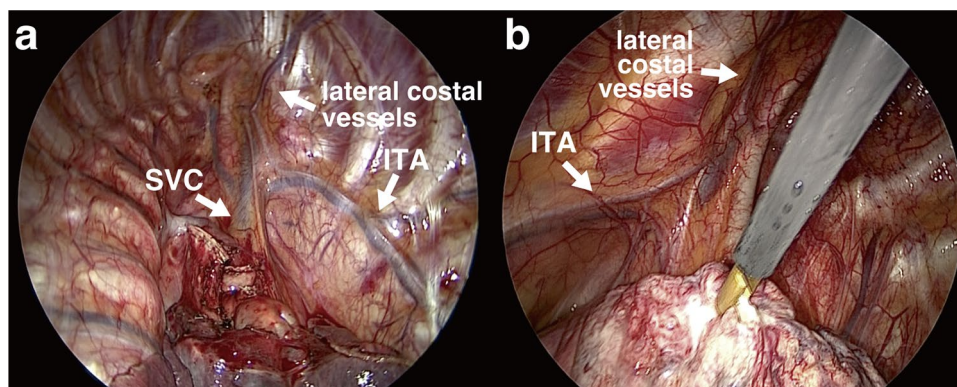 a
lateral costal
vessels
ITA
SVC
b
lateral
costal
vessels
ITA